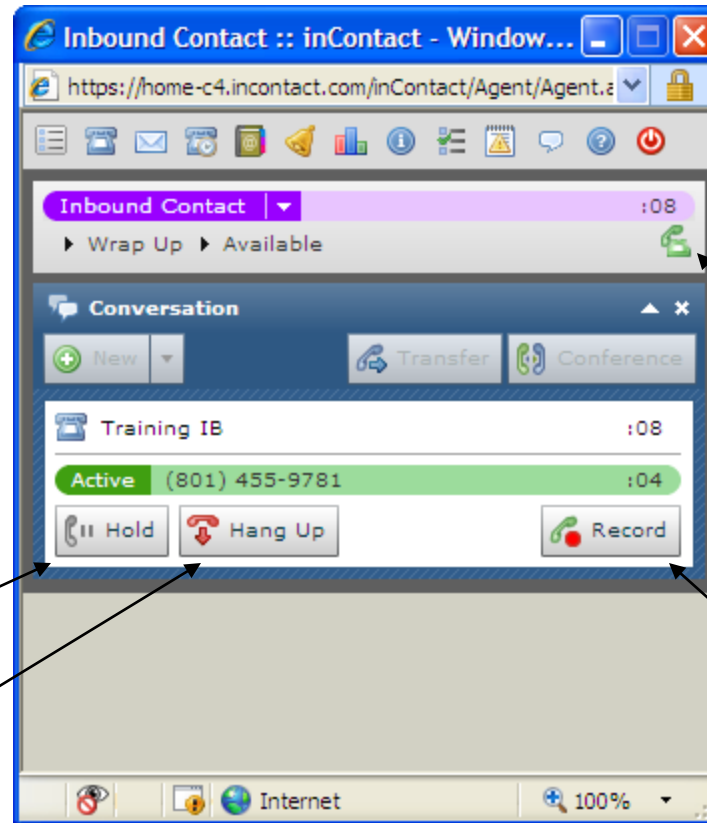 Inbound Contact :: inContact - Window...
https://home-c4.incontact.com/inContact/Agent/Agent.a
Inbound Contact :08
Wrap Up Available
Conversation
New Transfer Conference
Training IB :08
Active (801) 455-9781 :04
Hold Hang Up Record
Internet 100%